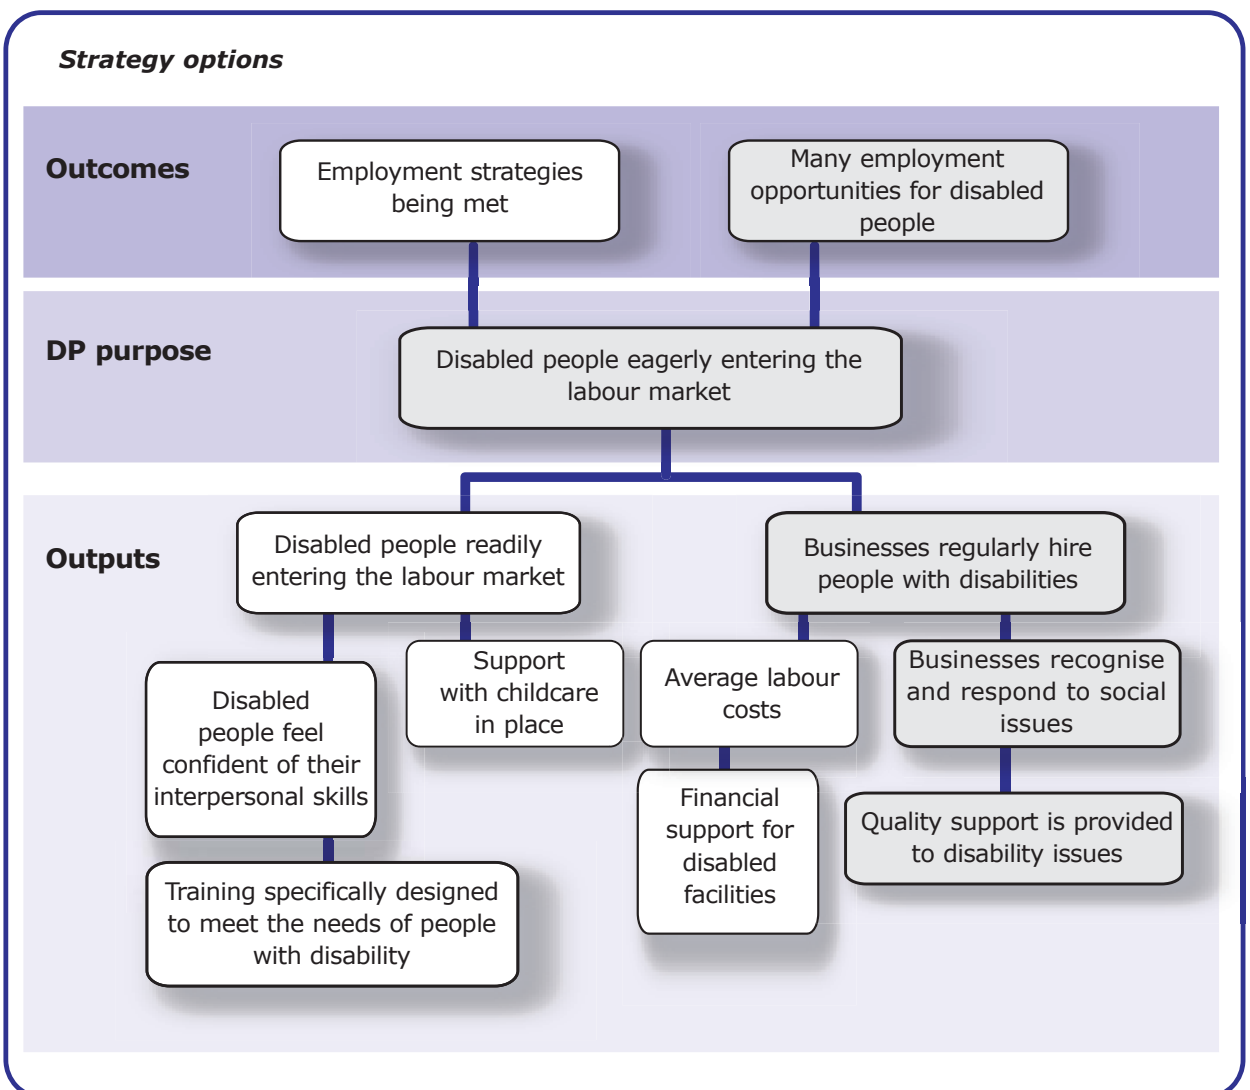 Strategy options
Outcomes
Employment strategies
being met
Many employment
opportunities for disabled
people
DP purpose
Disabled people eagerly entering the
labour market
Outputs
Disabled people readily
entering the labour market
Businesses regularly hire
people with disabilities
Disabled
people feel
confident of their
interpersonal skills
Support
with childcare
in place
Average labour
costs
Businesses recognise
and respond to social
issues
Training specifically designed
to meet the needs of people
with disability
Financial
support for
disabled
facilities
Quality support is provided
to disability issues